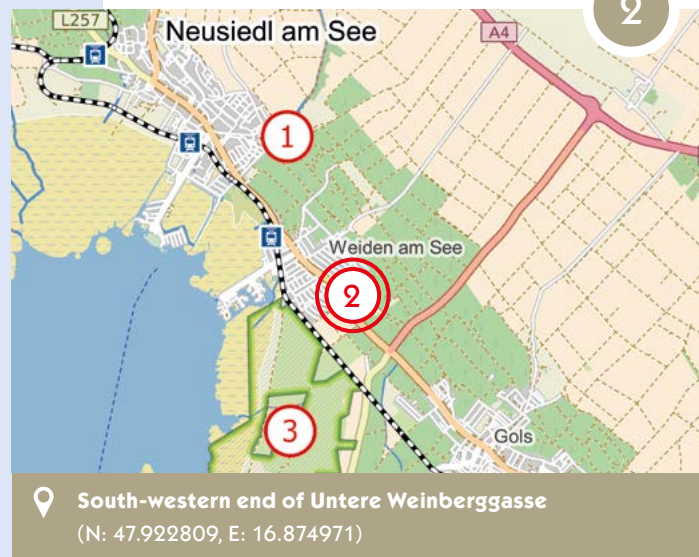 2
L257
Neusiedl am See
A4
1
Weiden am See
2
3
Gols
South-western end of Untere Weinberggasse
(N: 47.922809, E: 16.874971)